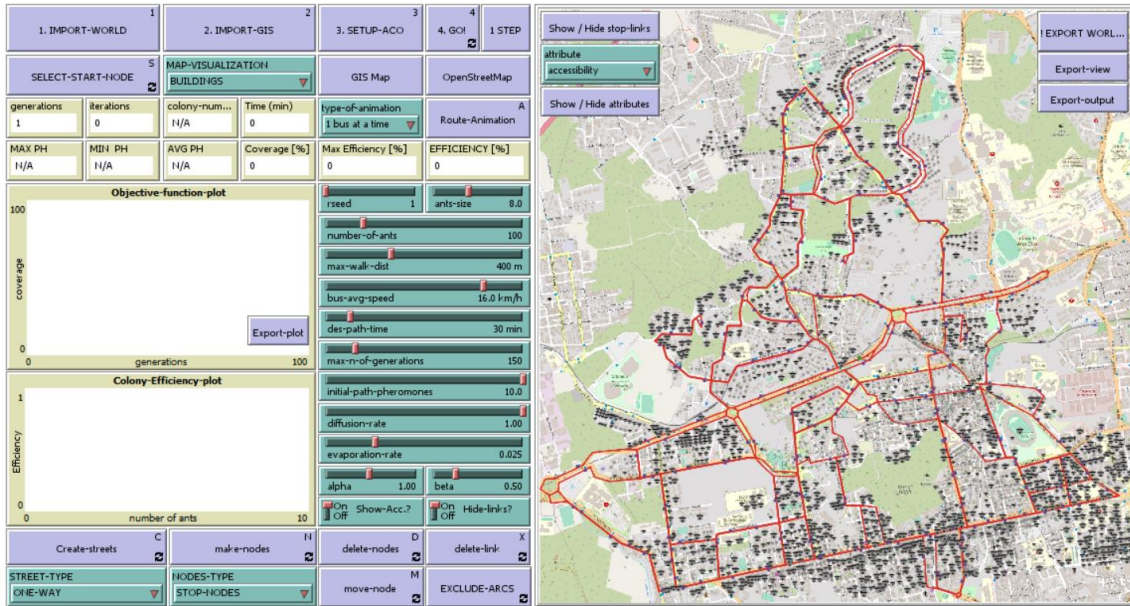 1
1. IMPORT-WORLD
2
2. IMPORT-GIS
3
3. SETUP-ACO
4
4. GO!
1 STEP
S
SELECT-START-NODE
MAP-VISUALIZATION
BUILDINGS
GIS Map
OpenStreetMap
generations
1
iterations
0
colony-num...
N/A
Time (min)
0
type-of-animation
1 bus at a time
A
Route-Animation
MAX PH
N/A
MIN PH
N/A
AVG PH
N/A
Coverage [%]
0
Max Efficiency [%]
0
EFFICIENCY [%]
0
Objective-function-plot
100
coverage
0
0
generations
100
Export-plot
Colony-Efficiency-plot
1
Efficiency
0
0
number of ants
10
rseed 1
ants-size 8.0
number-of-ants 100
max-walk-dist 400 m
bus-avg-speed 16.0 km/h
des-path-time 30 min
max-n-of-generations 150
initial-path-pheromones 10.0
diffusion-rate 1.00
evaporation-rate 0.025
alpha 1.00
beta 0.50
On
Off
Show-Acc.?
On
Off
Hide-links?
C
Create-streets
N
make-nodes
D
delete-nodes
X
delete-link
STREET-TYPE
ONE-WAY
NODES-TYPE
STOP-NODES
M
move-node
EXCLUDE-ARCS
Show / Hide stop-links
attribute
accessibility
Show / Hide attributes
! EXPORT WORL...
Export-view
Export-output